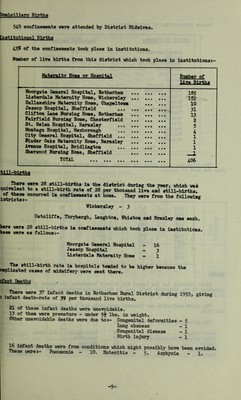 Domiciliary Births
549 confinements were attended by District Midwives.
Institutional Births
43% of the confinements took place in institutions.
Number of live births from this district which took place in institutions:-
Maternity Home or Hospital
Number of Live Births
Moorgate General Hospital, Rotherham ... ... ... 185
Listerdale Maternity Home, Wickersley ... ... ...
Hallamshire Maternity Home, Chapeltown ... ... ... 10
Jessop Hospital, Sheffield ... ... ... 31
Clifton Lane Nursing Home, Rotherham ... ... ... 13
Fairfield Nursing Home, Chesterfield ... ... ... 2
St. Helen Hospital, Barnsley ... ... ...
Montagu Hospital, Mexborough ... ... ... 4
City General Hospital, Sheffield ... ... ... 1
Pinder Oaks Maternity Home, Barnsley ... ... ... 1
Avenue Hospital, Bridlington ... ... ... 1
Sherwood Nursing Home, Sheffield ... ... ... 1
TOTAL ... ... ... ... 406
Still-births
There were 28 still-births in the district during the year, which was
equivalent to a still-birth rate of 28 per thousand live and still-births.
of these occurred in confinements at home. They were from the following
districts:-
Wickersley - 3
Catcliffe, Thrybergh, Laughton, Whiston and Bramley one each.
There were 20 still-births in confinements which took place in institutions.
These were as follows:-
Moorgate General Hospital - 16
Jessop Hospital - 3
Listerdale Maternity Home - 1
The still-birth rate in hospitals tended to be higher because the
complicated cases of midwifery were sent there.
Infant Deaths
There were 37 infant deaths in Rotherham Rural District during 1953, giving
infant death-rate of 39 per thousand live births.
21 of these infant deaths were unavoidable.
13 of them were premature - under 5½ lbs. in weight.
Other unavoidable deaths were due to:- Congenital deformities - 5
Lung abscess - 1
Congenital disease - 1
Birth injury - 1
16 infant deaths were from conditions which might possibly have been avoided.
These were:- Pneumonia - 10. Enteritis - 5. Asphyxia - 1.
-5-